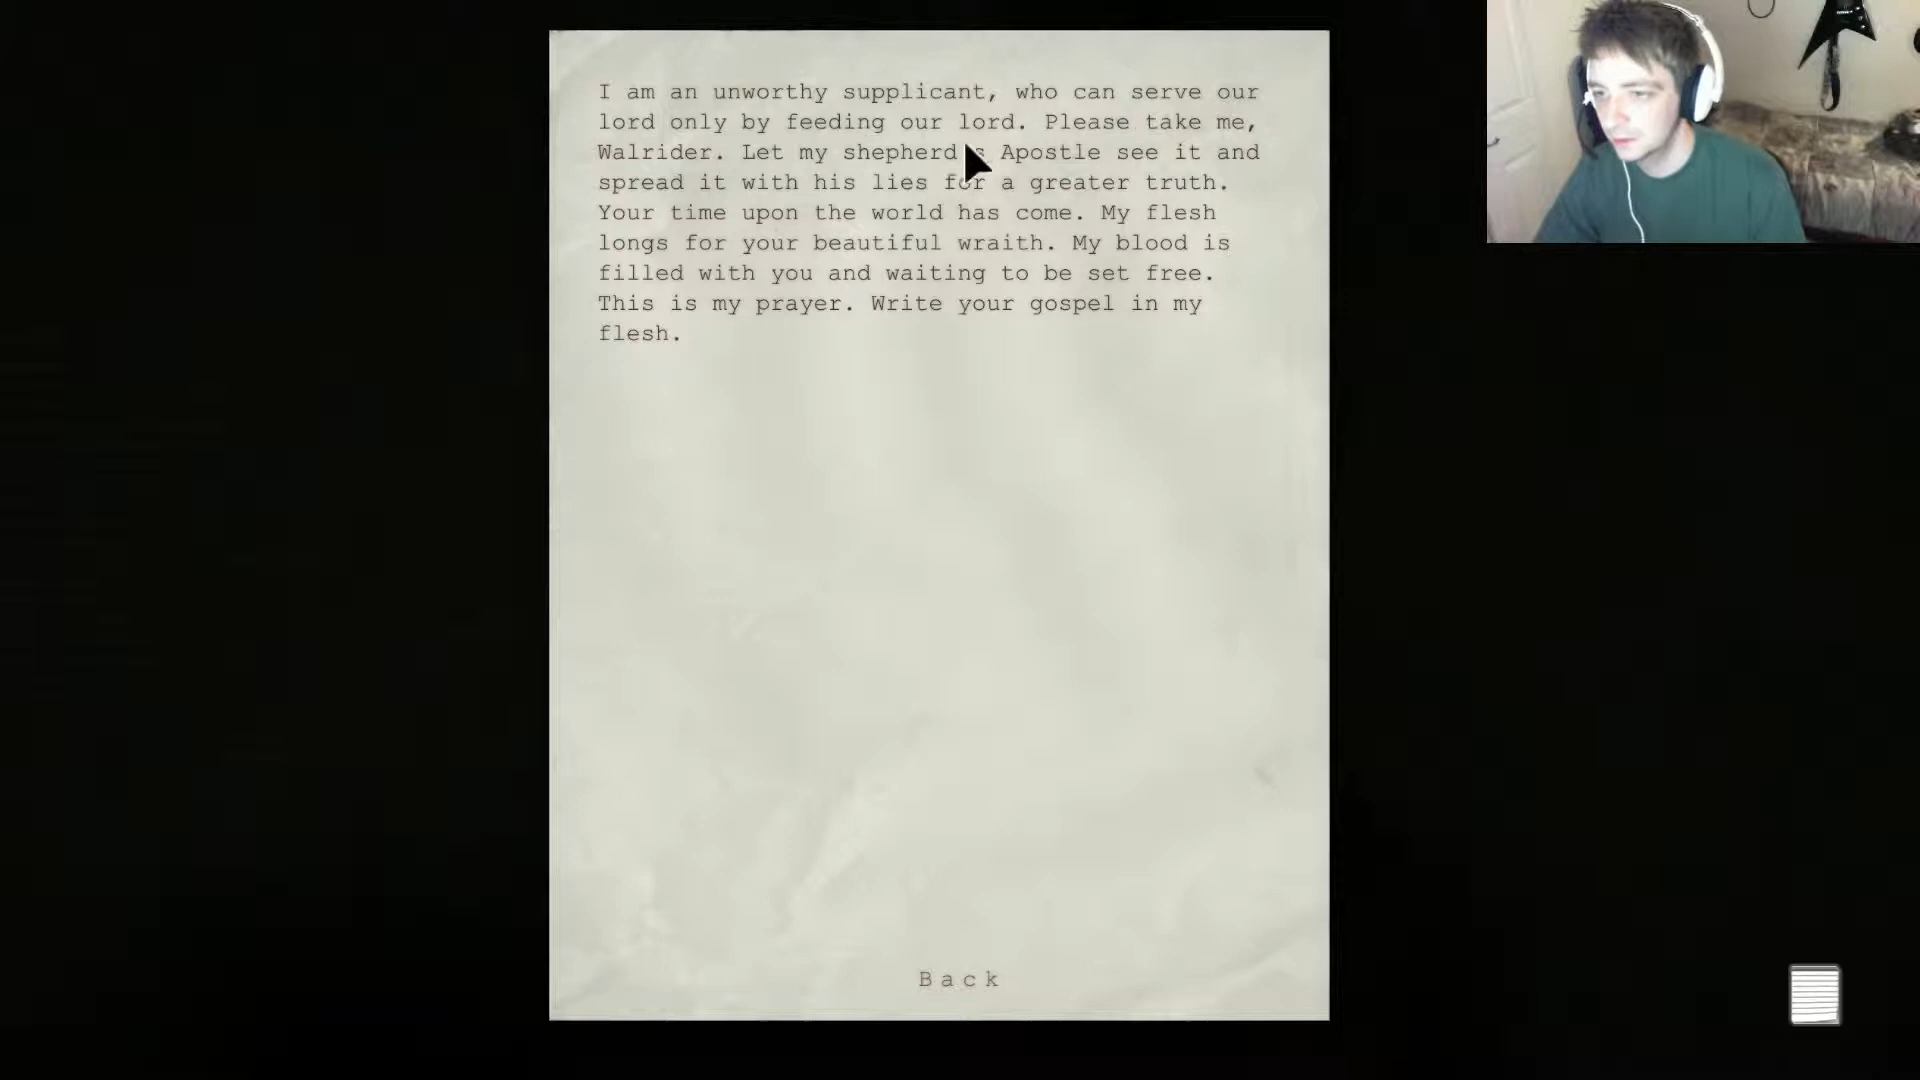 I am an unworthy supplicant, who can serve our
lord only by feeding our lord. Please take me,
Walrider. Let my shepherd Apostle see it and
spread it with his lies for a greater truth.
Your time upon the world has come. My flesh
longs for your beautiful wraith. My blood is
filled with you and waiting to be set free.
This is my prayer. Write your gospel in my
flesh.
Back